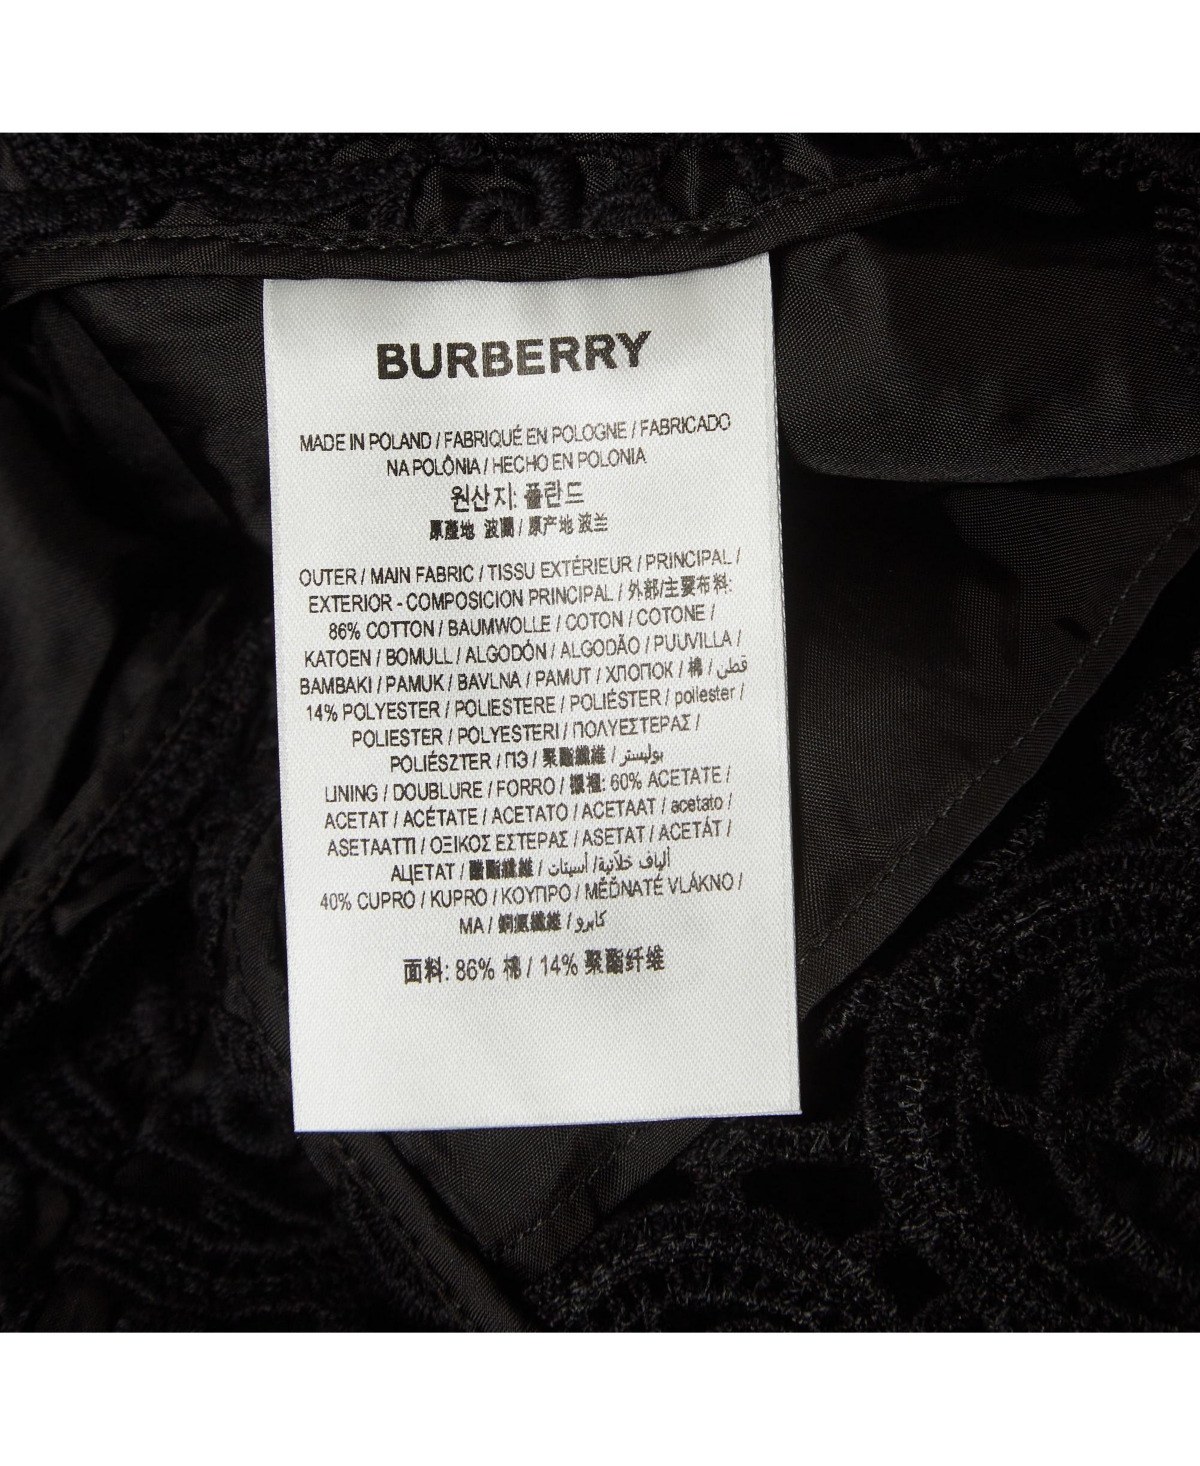 BURBERRY
MADE IN POLAND / FABRIQUÉ EN POLOGNE / FABRICADO
NA POLÔNIA / HECHO EN POLONIA
원산지: 폴란드
原產地 波蘭 / 原产地 波兰
OUTER / MAIN FABRIC / TISSU EXTÉRIEUR / PRINCIPAL /
EXTERIOR - COMPOSICION PRINCIPAL / 外部/主要布料:
86% COTTON / BAUMWOLLE / COTON / COTONE /
KATOEN / BOMULL / ALGODÓN / ALGODÃO / PUUVILLA /
BAMBAKI / PAMUK / BAVLNA / PAMUT / ХЛОПОК / 棉 / قطن
14% POLYESTER / POLIESTERE / POLIÉSTER / poliester /
POLIESTER / POLYESTERI / ΠΟΛΥΕΣΤΕΡΑΣ /
POLIÉSZTER / ПЭ / 聚酯纖維 / بوليستر
LINING / DOUBLURE / FORRO / 襯裡: 60% ACETATE /
ACETAT / ACÉTATE / ACETATO / ACETAAT / acetato /
ASETAATTI / ΟΞΙΚΟΣ ΕΣΤΕΡΑΣ / ASETAT / ACETÁT /
АЦЕТАТ / 醋酯纖維 / ألياف خلاتية/ أسيتات
40% CUPRO / KUPRO / ΚΟΥΠΡΟ / MĚĎNATÉ VLÁKNO /
МА / 銅氨纖維 / كابرو
面料: 86% 棉 / 14% 聚酯纤维